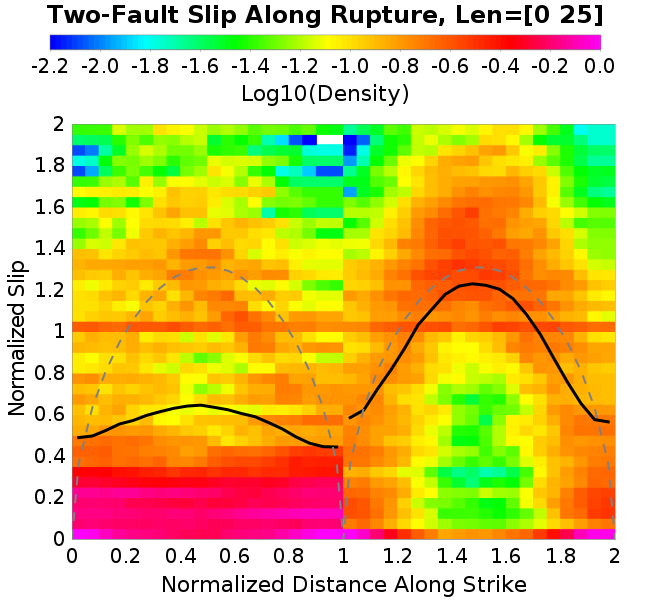 Two-Fault Slip Along Rupture, Len=[0 25]
-2.2 -2.0 -1.8 -1.6 -1.4 -1.2 -1.0 -0.8 -0.6 -0.4 -0.2 0.0
Log10(Density)
2
1.8
1.6
1.4
1.2
1
0.8
0.6
0.4
0.2
0
Normalized Slip
0 0.2 0.4 0.6 0.8 1 1.2 1.4 1.6 1.8 2
Normalized Distance Along Strike